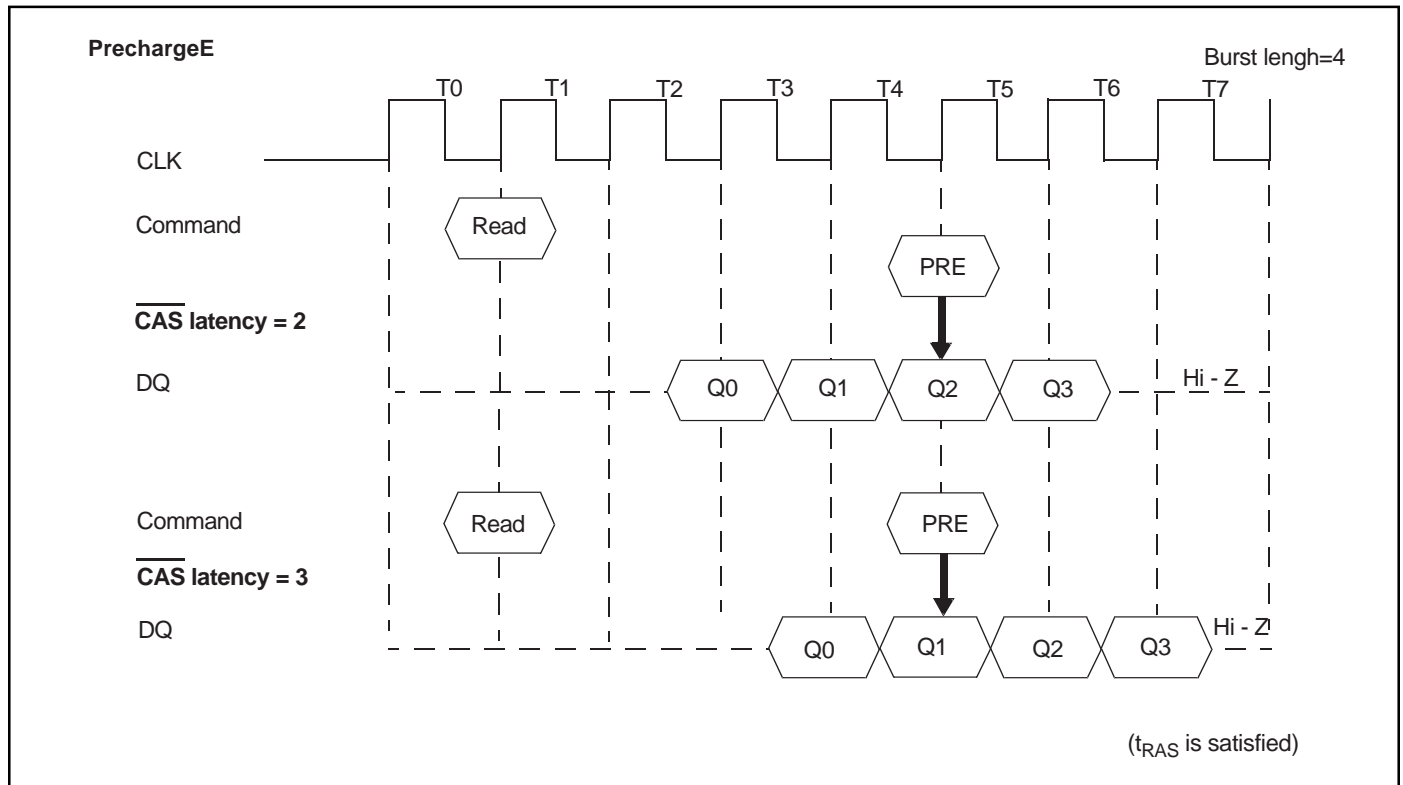 PrechargeE
Burst lengh=4
T0 T1 T2 T3 T4 T5 T6 T7
CLK
Command
Read
PRE
CAS latency = 2
DQ
Q0 Q1 Q2 Q3
Hi - Z
Command
Read
PRE
CAS latency = 3
DQ
Q0 Q1 Q2 Q3
Hi - Z
(tRAS is satisfied)